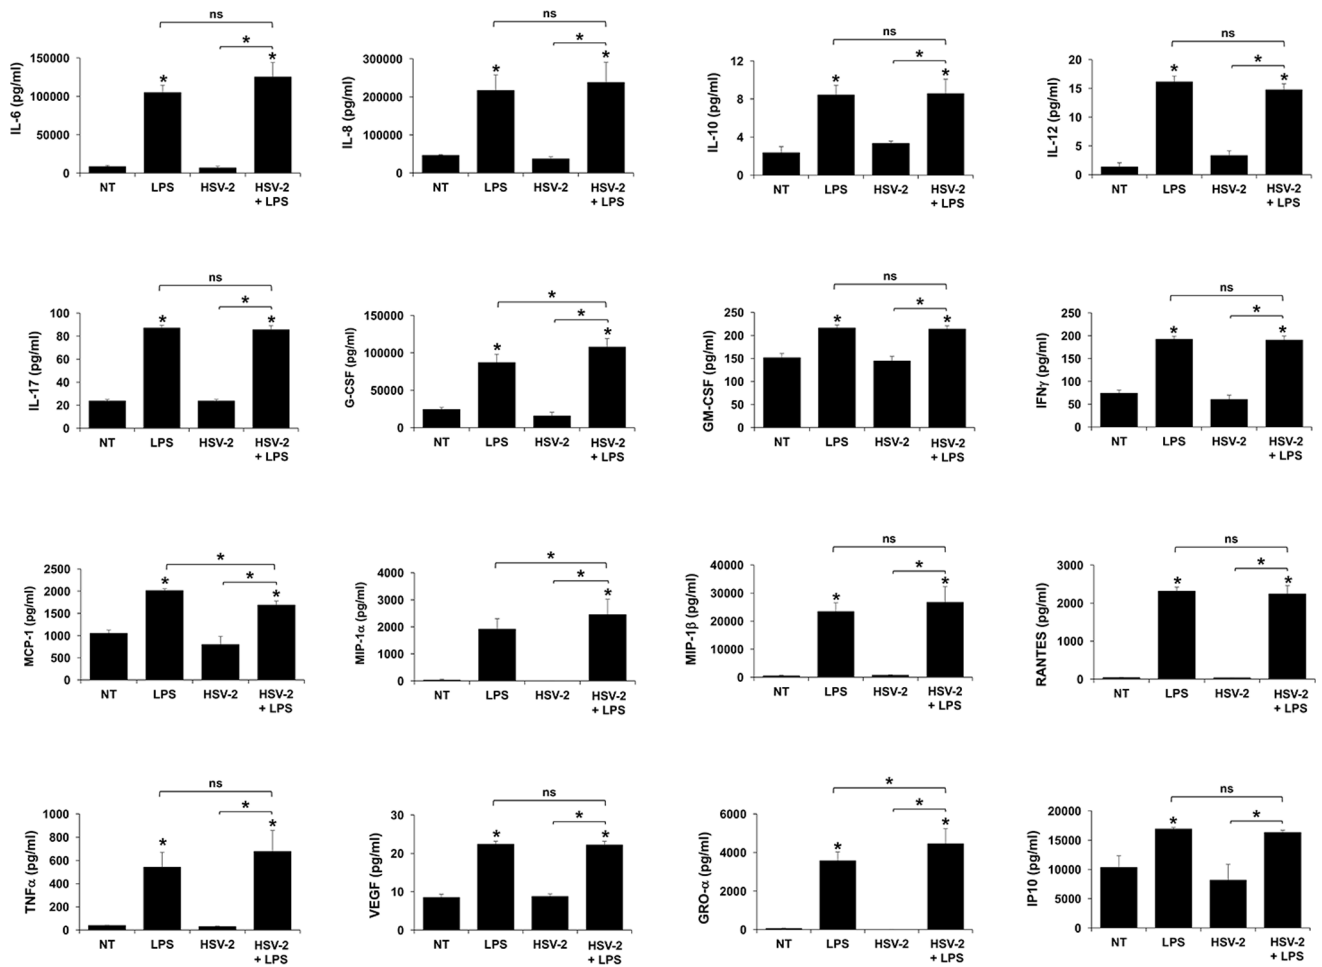 ns
*
* *
IL-6 (pg/ml)
150000
100000
50000
0
NT LPS HSV-2 HSV-2
+ LPS
ns
*
* *
IL-8 (pg/ml)
300000
200000
100000
0
NT LPS HSV-2 HSV-2
+ LPS
ns
*
* *
IL-10 (pg/ml)
12
8
4
0
NT LPS HSV-2 HSV-2
+ LPS
ns
*
* *
IL-12 (pg/ml)
20
15
10
5
0
NT LPS HSV-2 HSV-2
+ LPS
ns
*
* *
IL-17 (pg/ml)
100
80
60
40
20
0
NT LPS HSV-2 HSV-2
+ LPS
*
*
* *
G-CSF (pg/ml)
150000
100000
50000
0
NT LPS HSV-2 HSV-2
+ LPS
ns
*
* *
GM-CSF (pg/ml)
250
200
150
100
50
0
NT LPS HSV-2 HSV-2
+ LPS
ns
*
* *
IFNγ (pg/ml)
250
200
150
100
50
0
NT LPS HSV-2 HSV-2
+ LPS
*
*
* *
MCP-1 (pg/ml)
2500
2000
1500
1000
500
0
NT LPS HSV-2 HSV-2
+ LPS
*
*
*
MIP-1α (pg/ml)
4000
3000
2000
1000
0
NT LPS HSV-2 HSV-2
+ LPS
ns
*
* *
MIP-1β (pg/ml)
40000
30000
20000
10000
0
NT LPS HSV-2 HSV-2
+ LPS
ns
*
* *
RANTES (pg/ml)
3000
2000
1000
0
NT LPS HSV-2 HSV-2
+ LPS
ns
*
* *
TNFα (pg/ml)
1000
800
600
400
200
0
NT LPS HSV-2 HSV-2
+ LPS
ns
*
* *
VEGF (pg/ml)
30
20
10
0
NT LPS HSV-2 HSV-2
+ LPS
*
*
* *
GRO-α (pg/ml)
6000
4000
2000
0
NT LPS HSV-2 HSV-2
+ LPS
ns
*
*
IP10 (pg/ml)
20000
15000
10000
5000
0
NT LPS HSV-2 HSV-2
+ LPS